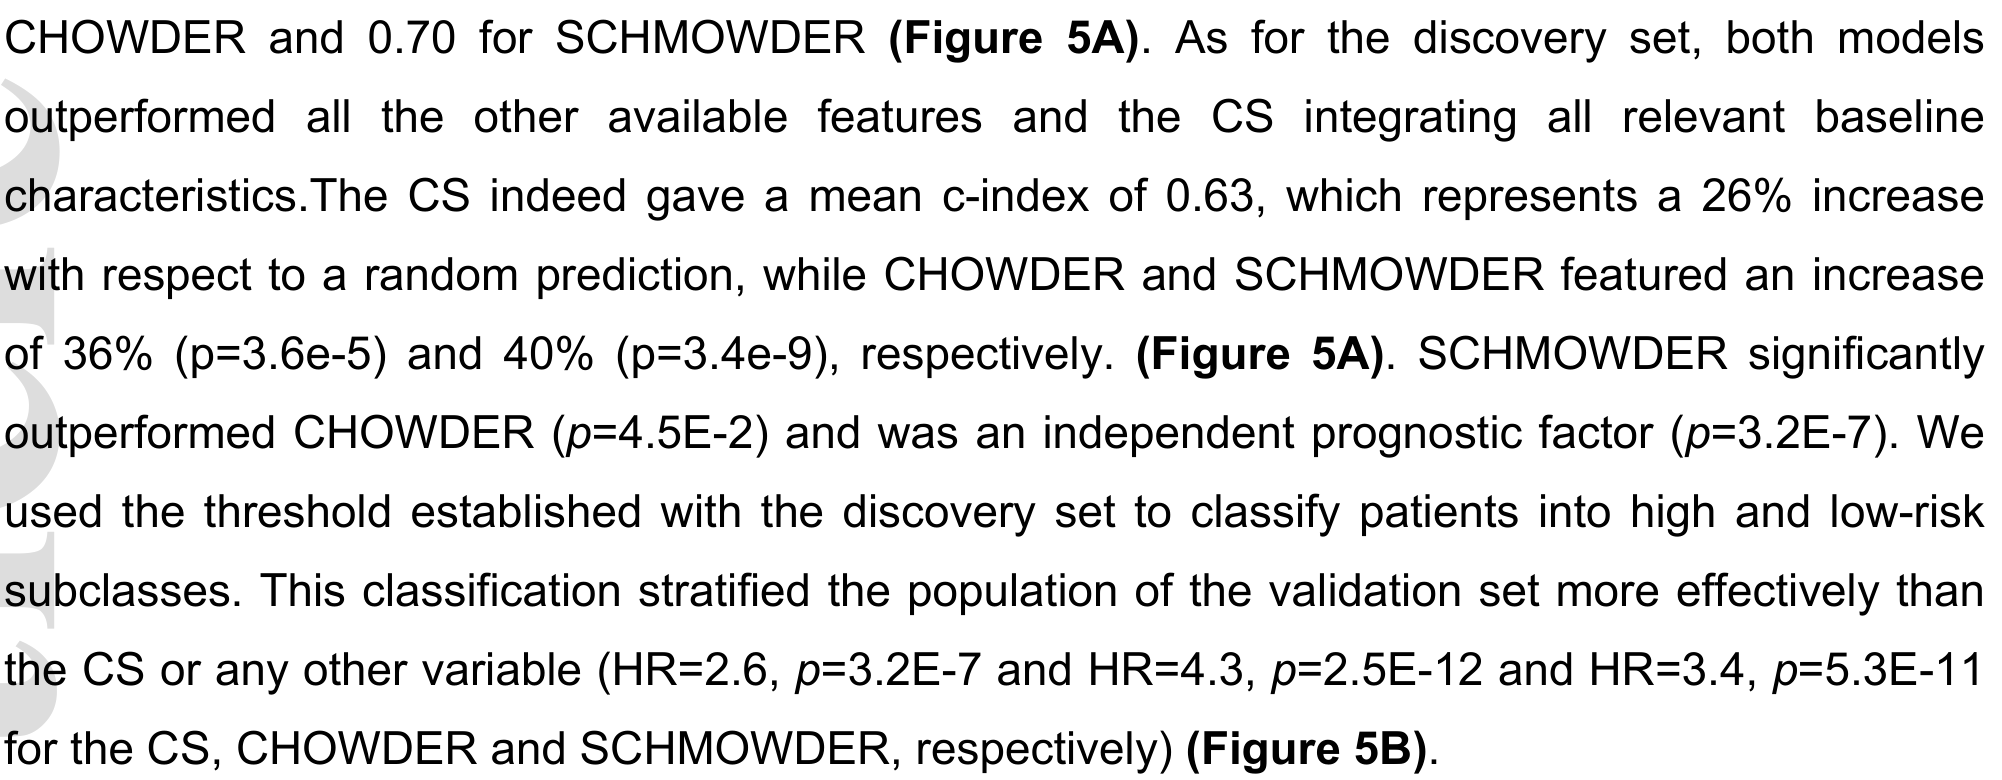 CHOWDER and 0.70 for SCHMOWDER (Figure 5A). As for the discovery set, both models
outperformed all the other available features and the CS integrating all relevant baseline
characteristics.The CS indeed gave a mean c-index of 0.63, which represents a 26% increase
with respect to a random prediction, while CHOWDER and SCHMOWDER featured an increase
of 36% (p=3.6e-5) and 40% (p=3.4e-9), respectively. (Figure 5A). SCHMOWDER significantly
outperformed CHOWDER (p=4.5E-2) and was an independent prognostic factor (p=3.2E-7). We
used the threshold established with the discovery set to classify patients into high and low-risk
subclasses. This classification stratified the population of the validation set more effectively than
the CS or any other variable (HR=2.6, p=3.2E-7 and HR=4.3, p=2.5E-12 and HR=3.4, p=5.3E-11
for the CS, CHOWDER and SCHMOWDER, respectively) (Figure 5B).